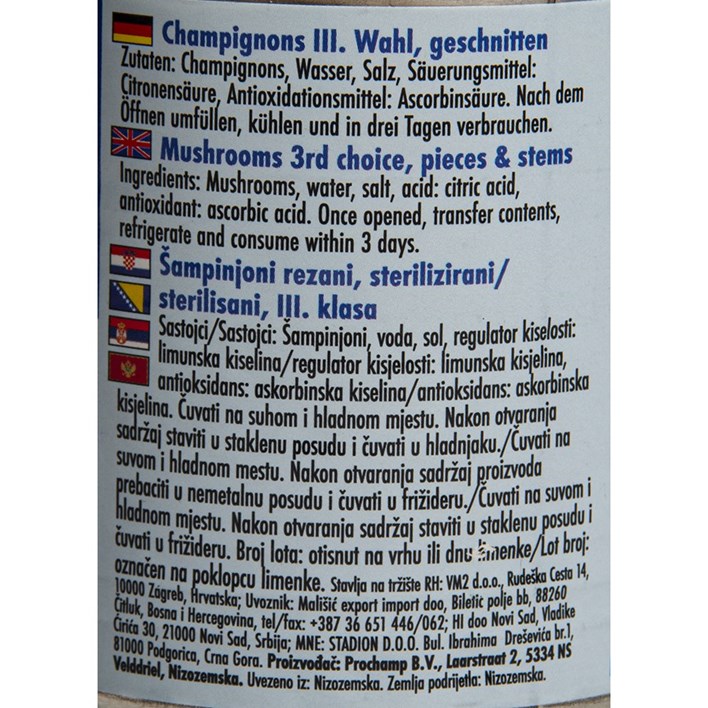 Champignons III. Wahl, geschnitten
Zutaten: Champignons, Wasser, Salz, Säuerungsmittel:
Citronensäure, Antioxidationsmittel: Ascorbinsäure. Nach dem
Öffnen umfüllen, kühlen und in drei Tagen verbrauchen.
Mushrooms 3rd choice, pieces & stems
Ingredients: Mushrooms, water, salt, acid: citric acid,
antioxidant: ascorbic acid. Once opened, transfer contents,
refrigerate and consume within 3 days.
Šampinjoni rezani, sterilizirani/
sterilisani, III. klasa
Sastojci/Sastojci: Šampinjoni, voda, sol, regulator kiselosti:
limunska kiselina/regulator kisjelosti: limunska kisjelina,
antioksidans: askorbinska kiselina/antioksidans: askorbinska
kisjelina. Čuvati na suhom i hladnom mjestu. Nakon otvaranja
sadržaj staviti u staklenu posudu i čuvati u hladnjaku./Čuvati na
suvom i hladnom mestu. Nakon otvaranja sadržaj proizvoda
prebaciti u nemetalnu posudu i čuvati u frižideru./Čuvati na suvom i
hladnom mjestu. Nakon otvaranja sadržaj staviti u staklenu posudu i
čuvati u frižideru. Broj lota: otisnut na vrhu ili dnu limenke/Lot broj:
označen na poklopcu limenke. Stavlja na tržište RH: VM2 d.o.o., Rudeška Cesta 14,
10000 Zagreb, Hrvatska; Uvoznik: Mališić export import doo, Biletic polje bb, 88260
Čitluk, Bosna i Hercegovina, tel/fax: +387 36 651 446/062; HI doo Novi Sad, Vladike
Ćirića 30, 21000 Novi Sad, Srbija; MNE: STADION D.O.O. Bul. Ibrahima Dreševića br.1,
81000 Podgorica, Crna Gora. Proizvođač: Prochamp B.V., Laarstraat 2, 5334 NS
Velddriel, Nizozemska. Uvezeno iz: Nizozemska. Zemlja podrijetla: Nizozemska.